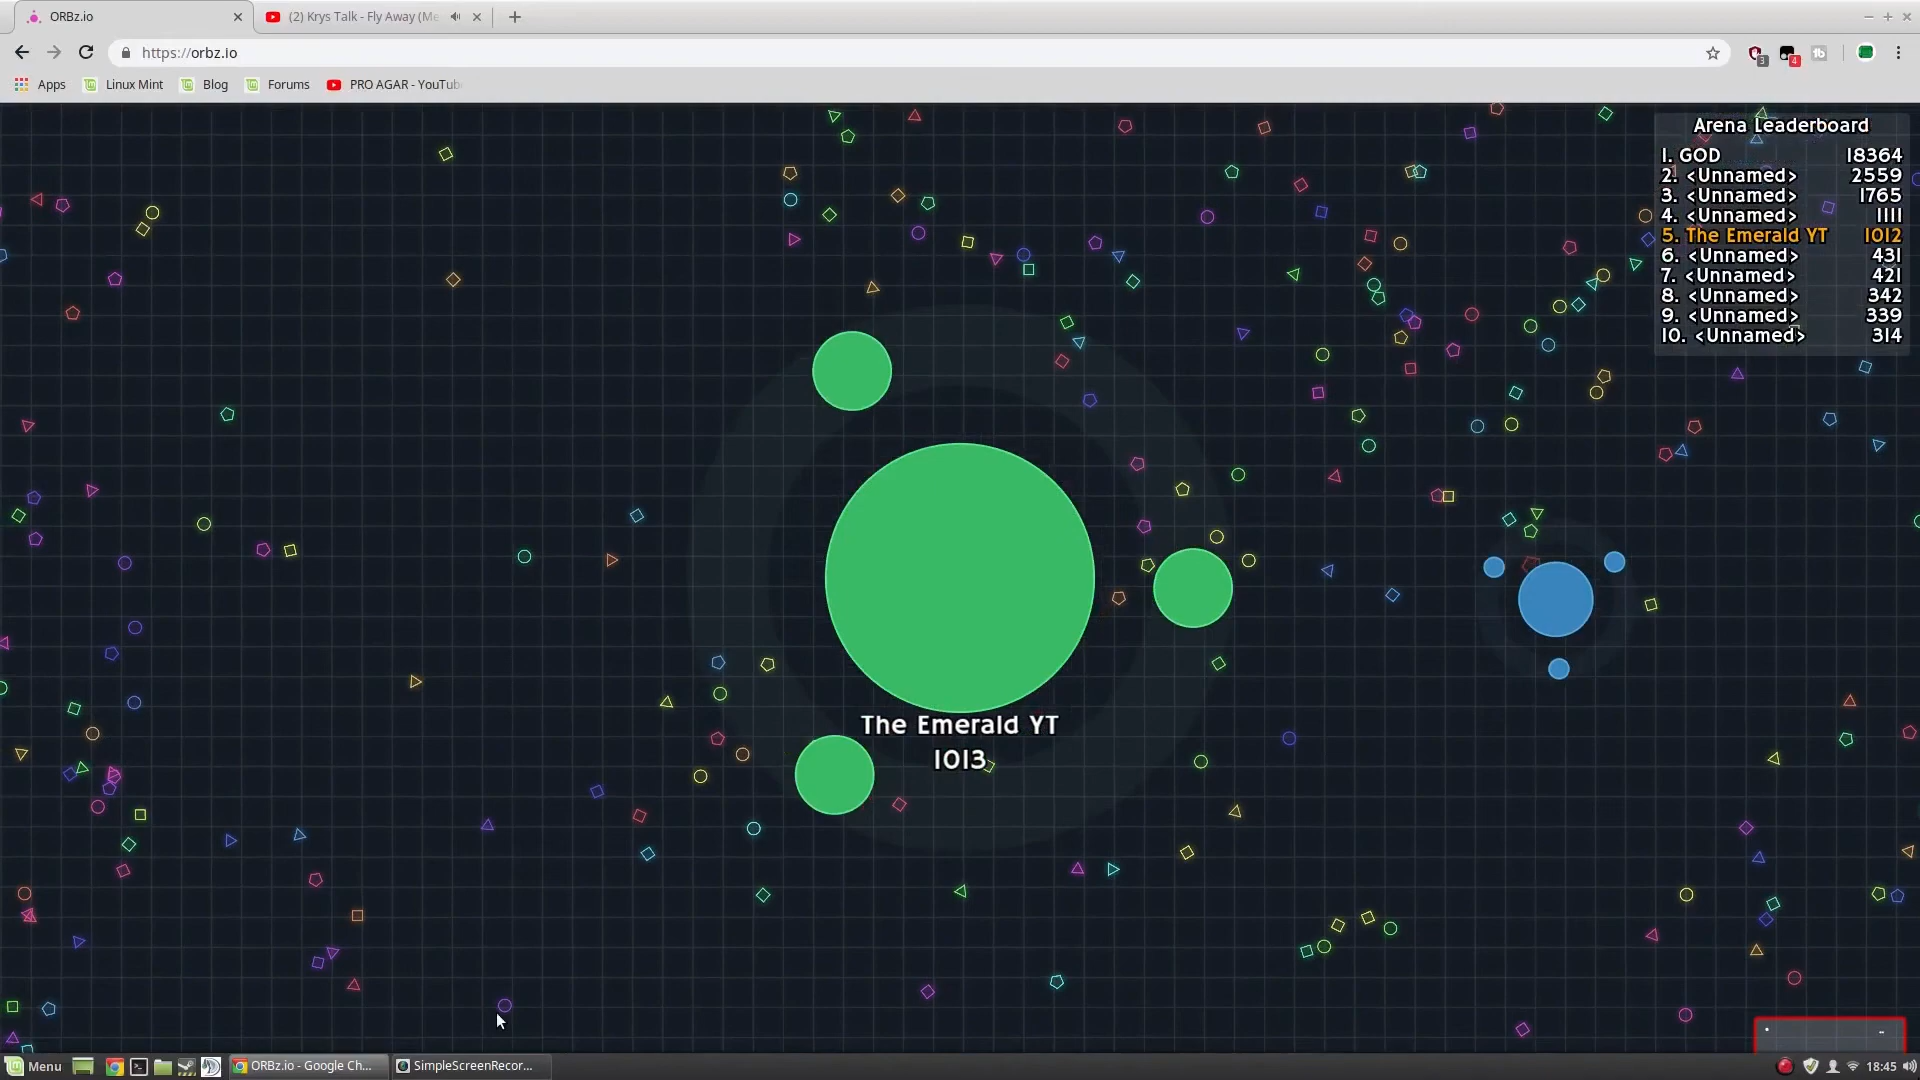 ORBz.io
(2) Krys Talk - Fly Away (Me
https://orbz.io
3
4
Apps
Linux Mint
Blog
Forums
PRO AGAR - YouTub
Arena Leaderboard
1. GOD 18364
2. <Unnamed> 2559
3. <Unnamed> 1765
4. <Unnamed> 1111
5. The Emerald YT 1012
6. <Unnamed> 431
7. <Unnamed> 421
8. <Unnamed> 342
9. <Unnamed> 339
10. <Unnamed> 314
The Emerald YT
1013
Menu
ORBz.io - Google Ch...
SimpleScreenRecor...
18:45